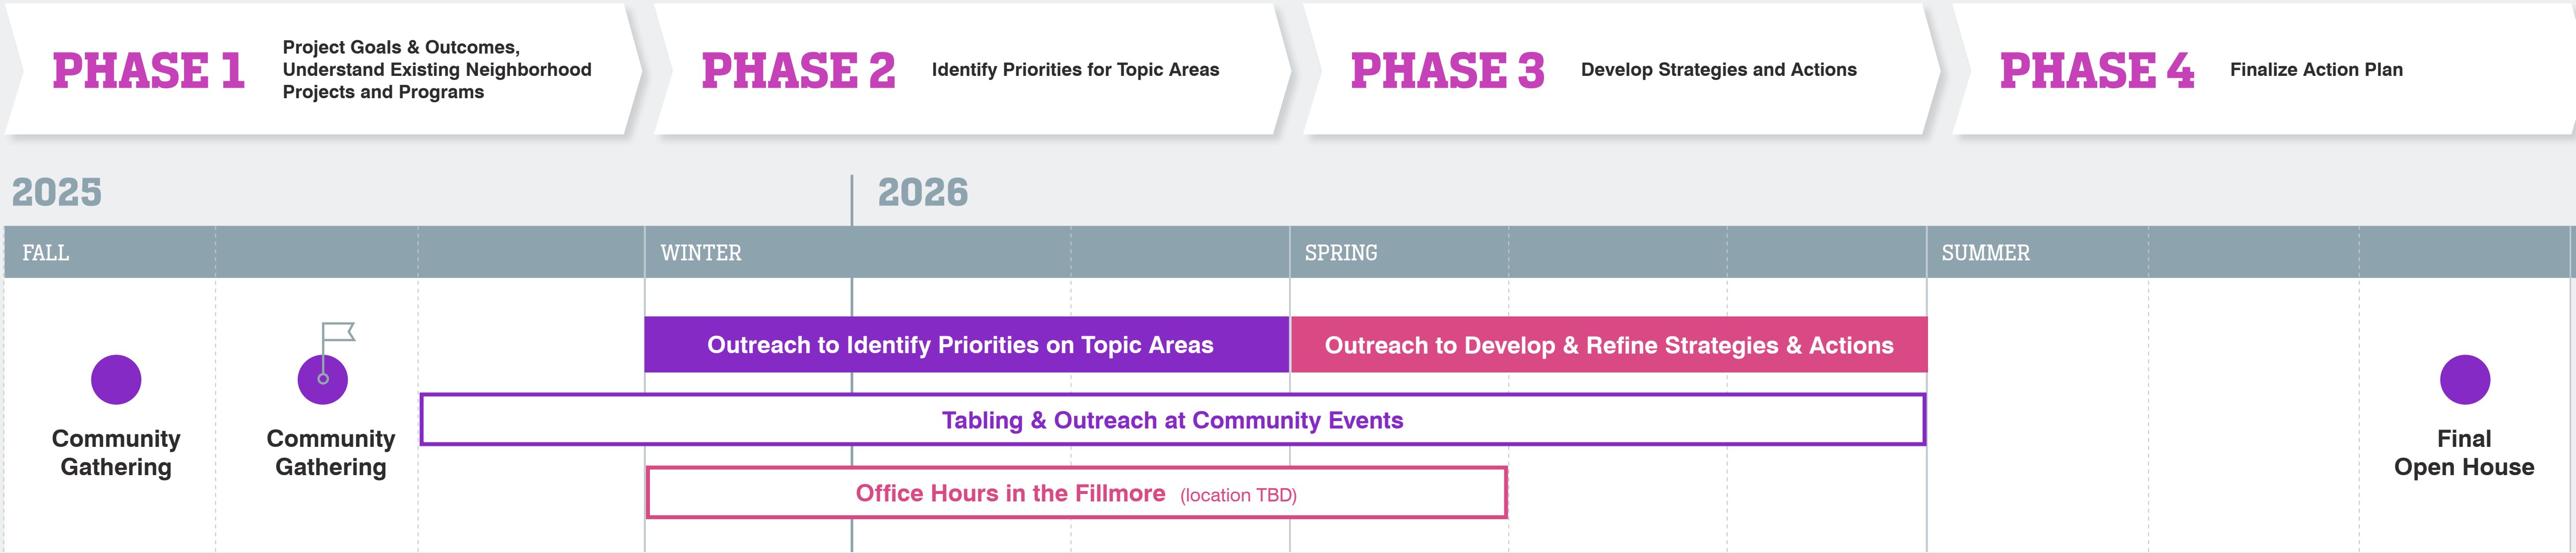 PHASE 1
Project Goals & Outcomes,
Understand Existing Neighborhood
Projects and Programs
PHASE 2
Identify Priorities for Topic Areas
PHASE 3
Develop Strategies and Actions
PHASE 4
Finalize Action Plan
2025
2026
FALL
WINTER
SPRING
SUMMER
Outreach to Identify Priorities on Topic Areas
Outreach to Develop & Refine Strategies & Actions
Tabling & Outreach at Community Events
Community
Gathering
Community
Gathering
Final
Open House
Office Hours in the Fillmore (location TBD)